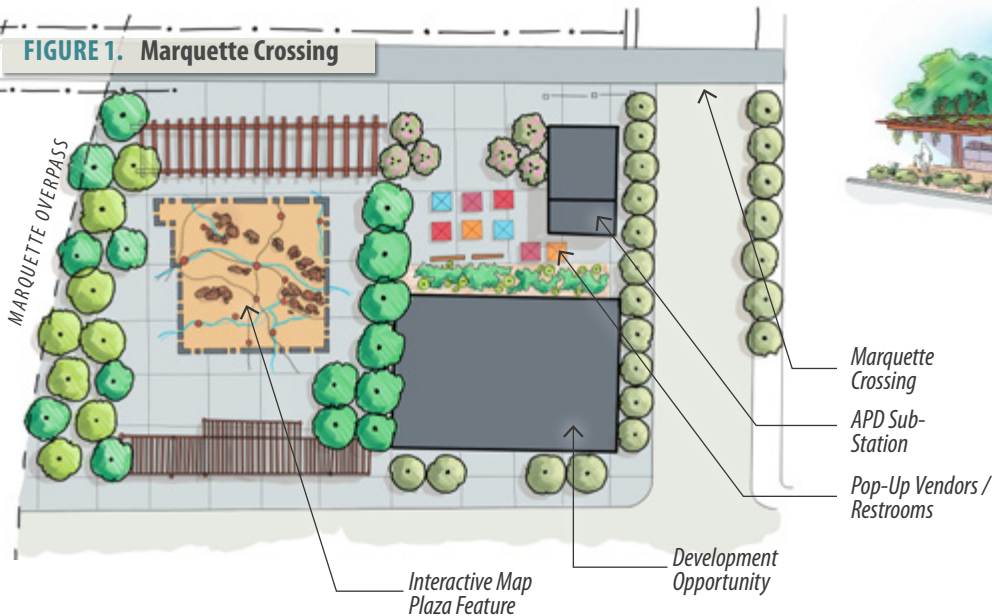 FIGURE 1. Marquette Crossing
MARQUETTE OVERPASS
Marquette
Crossing
APD Sub-
Station
Pop-Up Vendors /
Restrooms
Development
Opportunity
Interactive Map
Plaza Feature